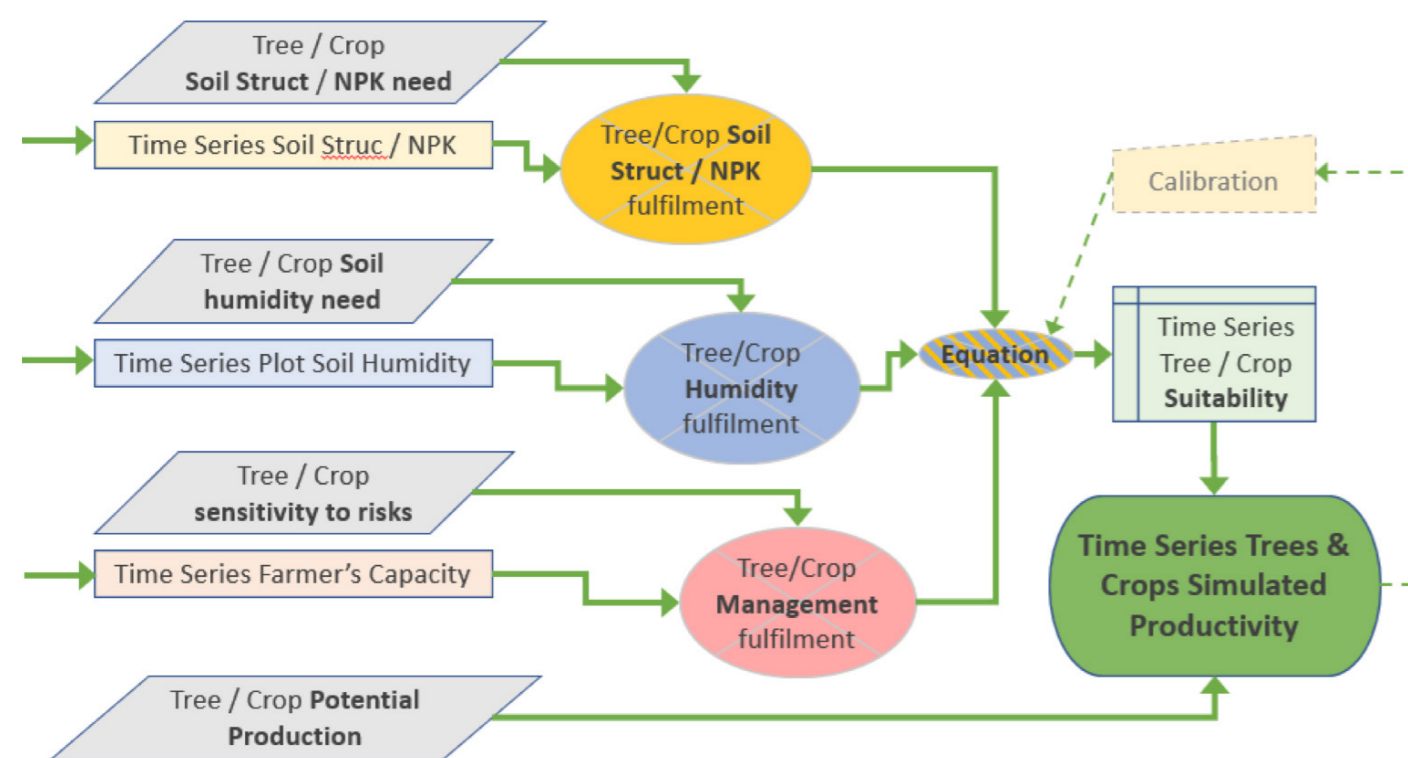 Tree / Crop
Soil Struct / NPK need
Time Series Soil Struc / NPK
Tree/Crop Soil
Struct / NPK
fulfilment
Calibration
Tree / Crop Soil
humidity need
Time Series Plot Soil Humidity
Tree/Crop
Humidity
fulfilment
Equation
Time Series
Tree / Crop
Suitability
Tree / Crop
sensitivity to risks
Time Series Farmer's Capacity
Tree/Crop
Management
fulfilment
Time Series Trees &
Crops Simulated
Productivity
Tree / Crop Potential
Production